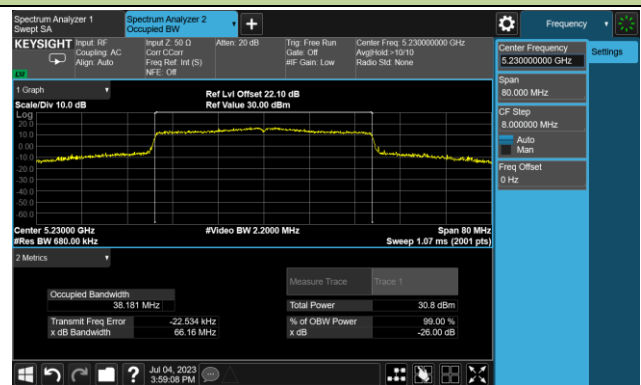 Spectrum Analyzer 1
Swept SA
Spectrum Analyzer 2
Occupied BW
+
Frequency
KEYSIGHT
Input: RF
Coupling: AC
Align: Auto
Input Z: 50 Ω
Corr CCorr
Freq Ref: Int (S)
NFE: Off
Atten: 20 dB
Trig: Free Run
Gate: Off
#IF Gain: Low
Center Freq: 5.230000000 GHz
Avg|Hold:>10/10
Radio Std: None
LW
Center Frequency
5.230000000 GHz
Settings
Span
80.000 MHz
CF Step
8.000000 MHz
Auto
Man
Freq Offset
0 Hz
1 Graph
Scale/Div 10.0 dB
Ref Lvl Offset 22.10 dB
Ref Value 30.00 dBm
Log
20.0
10.0
0.00
-10.0
-20.0
-30.0
-40.0
-50.0
-60.0
Center 5.23000 GHz
#Res BW 680.00 kHz
#Video BW 2.2000 MHz
Span 80 MHz
Sweep 1.07 ms (2001 pts)
2 Metrics
Measure Trace
Trace 1
Occupied Bandwidth
38.181 MHz
Total Power
30.8 dBm
Transmit Freq Error
-22.534 kHz
% of OBW Power
99.00 %
x dB Bandwidth
66.16 MHz
x dB
-26.00 dB
?
Jul 04, 2023
3:59:08 PM